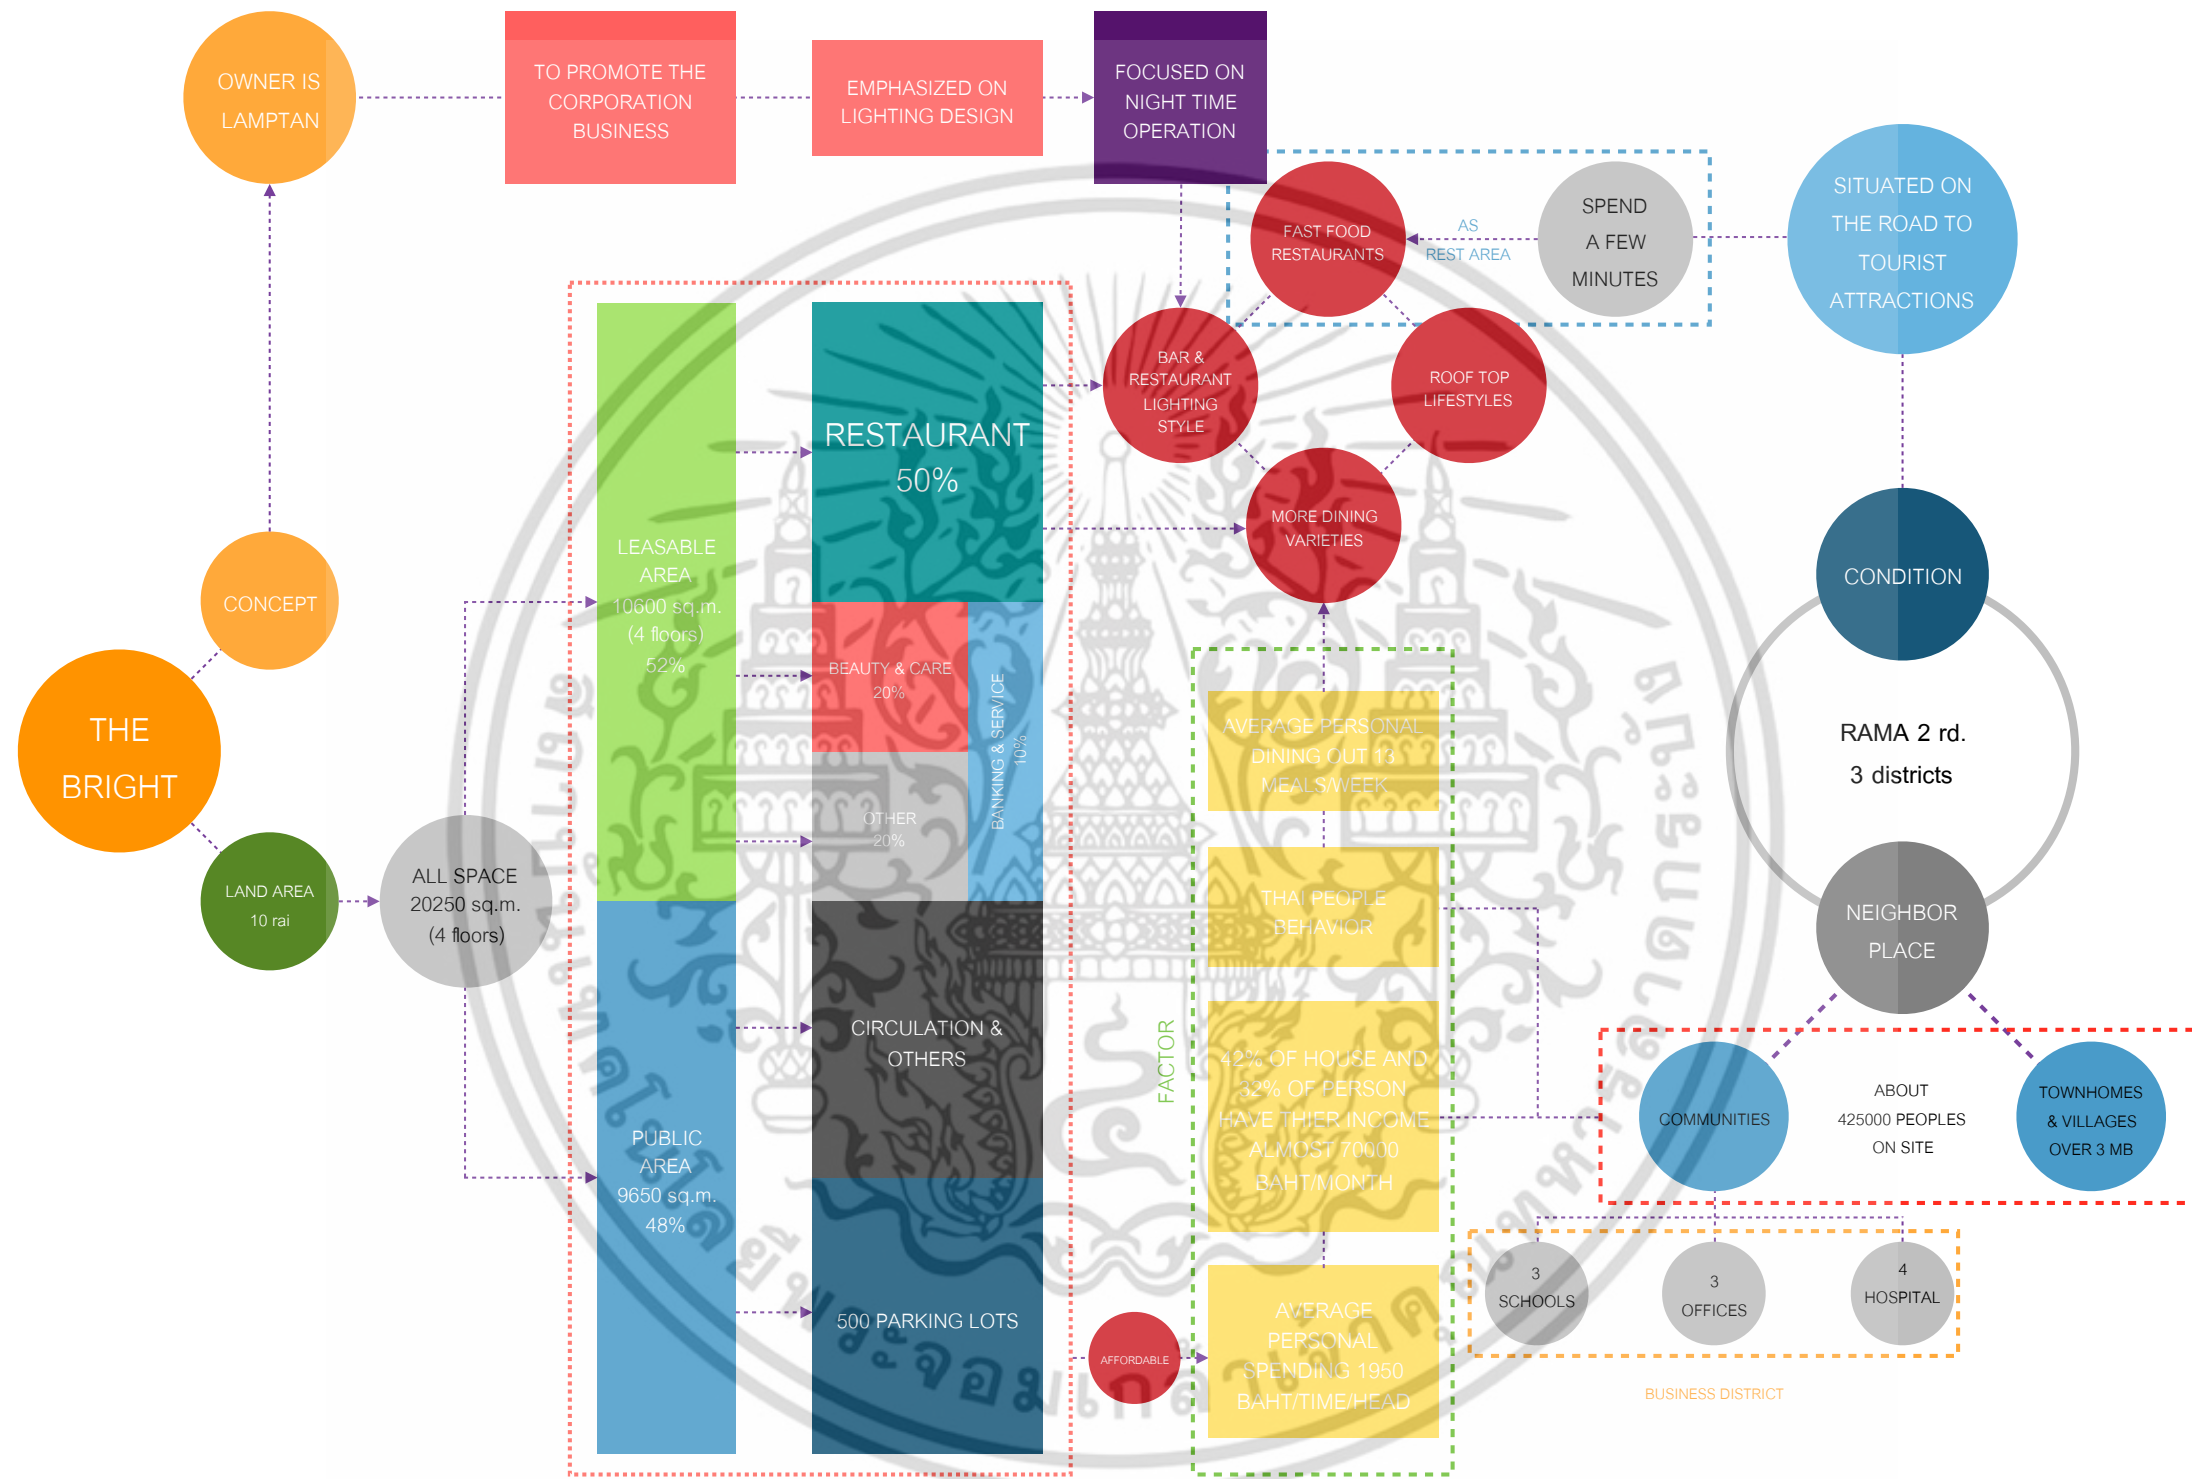 OWNER IS
LAMPTAN
TO PROMOTE THE
CORPORATION
BUSINESS
EMPHASIZED ON
LIGHTING DESIGN
FOCUSED ON
NIGHT TIME
OPERATION
FAST FOOD
RESTAURANTS
AS
REST AREA
SPEND
A FEW
MINUTES
SITUATED ON
THE ROAD TO
TOURIST
ATTRACTIONS
BAR &
RESTAURANT
LIGHTING
STYLE
ROOF TOP
LIFESTYLES
MORE DINING
VARIETIES
CONCEPT
THE
BRIGHT
LAND AREA
10 rai
ALL SPACE
20250 sq.m.
(4 floors)
LEASABLE
AREA
10600 sq.m.
(4 floors)
52%
PUBLIC
AREA
9650 sq.m.
48%
RESTAURANT
50%
BEAUTY & CARE
20%
OTHER
20%
BANKING & SERVICE
10%
CIRCULATION &
OTHERS
500 PARKING LOTS
AFFORDABLE
FACTOR
AVERAGE PERSONAL
DINING OUT 13
MEALS/WEEK
THAI PEOPLE
BEHAVIOR
42% OF HOUSE AND
32% OF PERSON
HAVE THIER INCOME
ALMOST 70000
BAHT/MONTH
AVERAGE
PERSONAL
SPENDING 1950
BAHT/TIME/HEAD
CONDITION
RAMA 2 rd.
3 districts
NEIGHBOR
PLACE
COMMUNITIES
ABOUT
425000 PEOPLES
ON SITE
TOWNHOMES
& VILLAGES
OVER 3 MB
3
SCHOOLS
3
OFFICES
4
HOSPITAL
BUSINESS DISTRICT